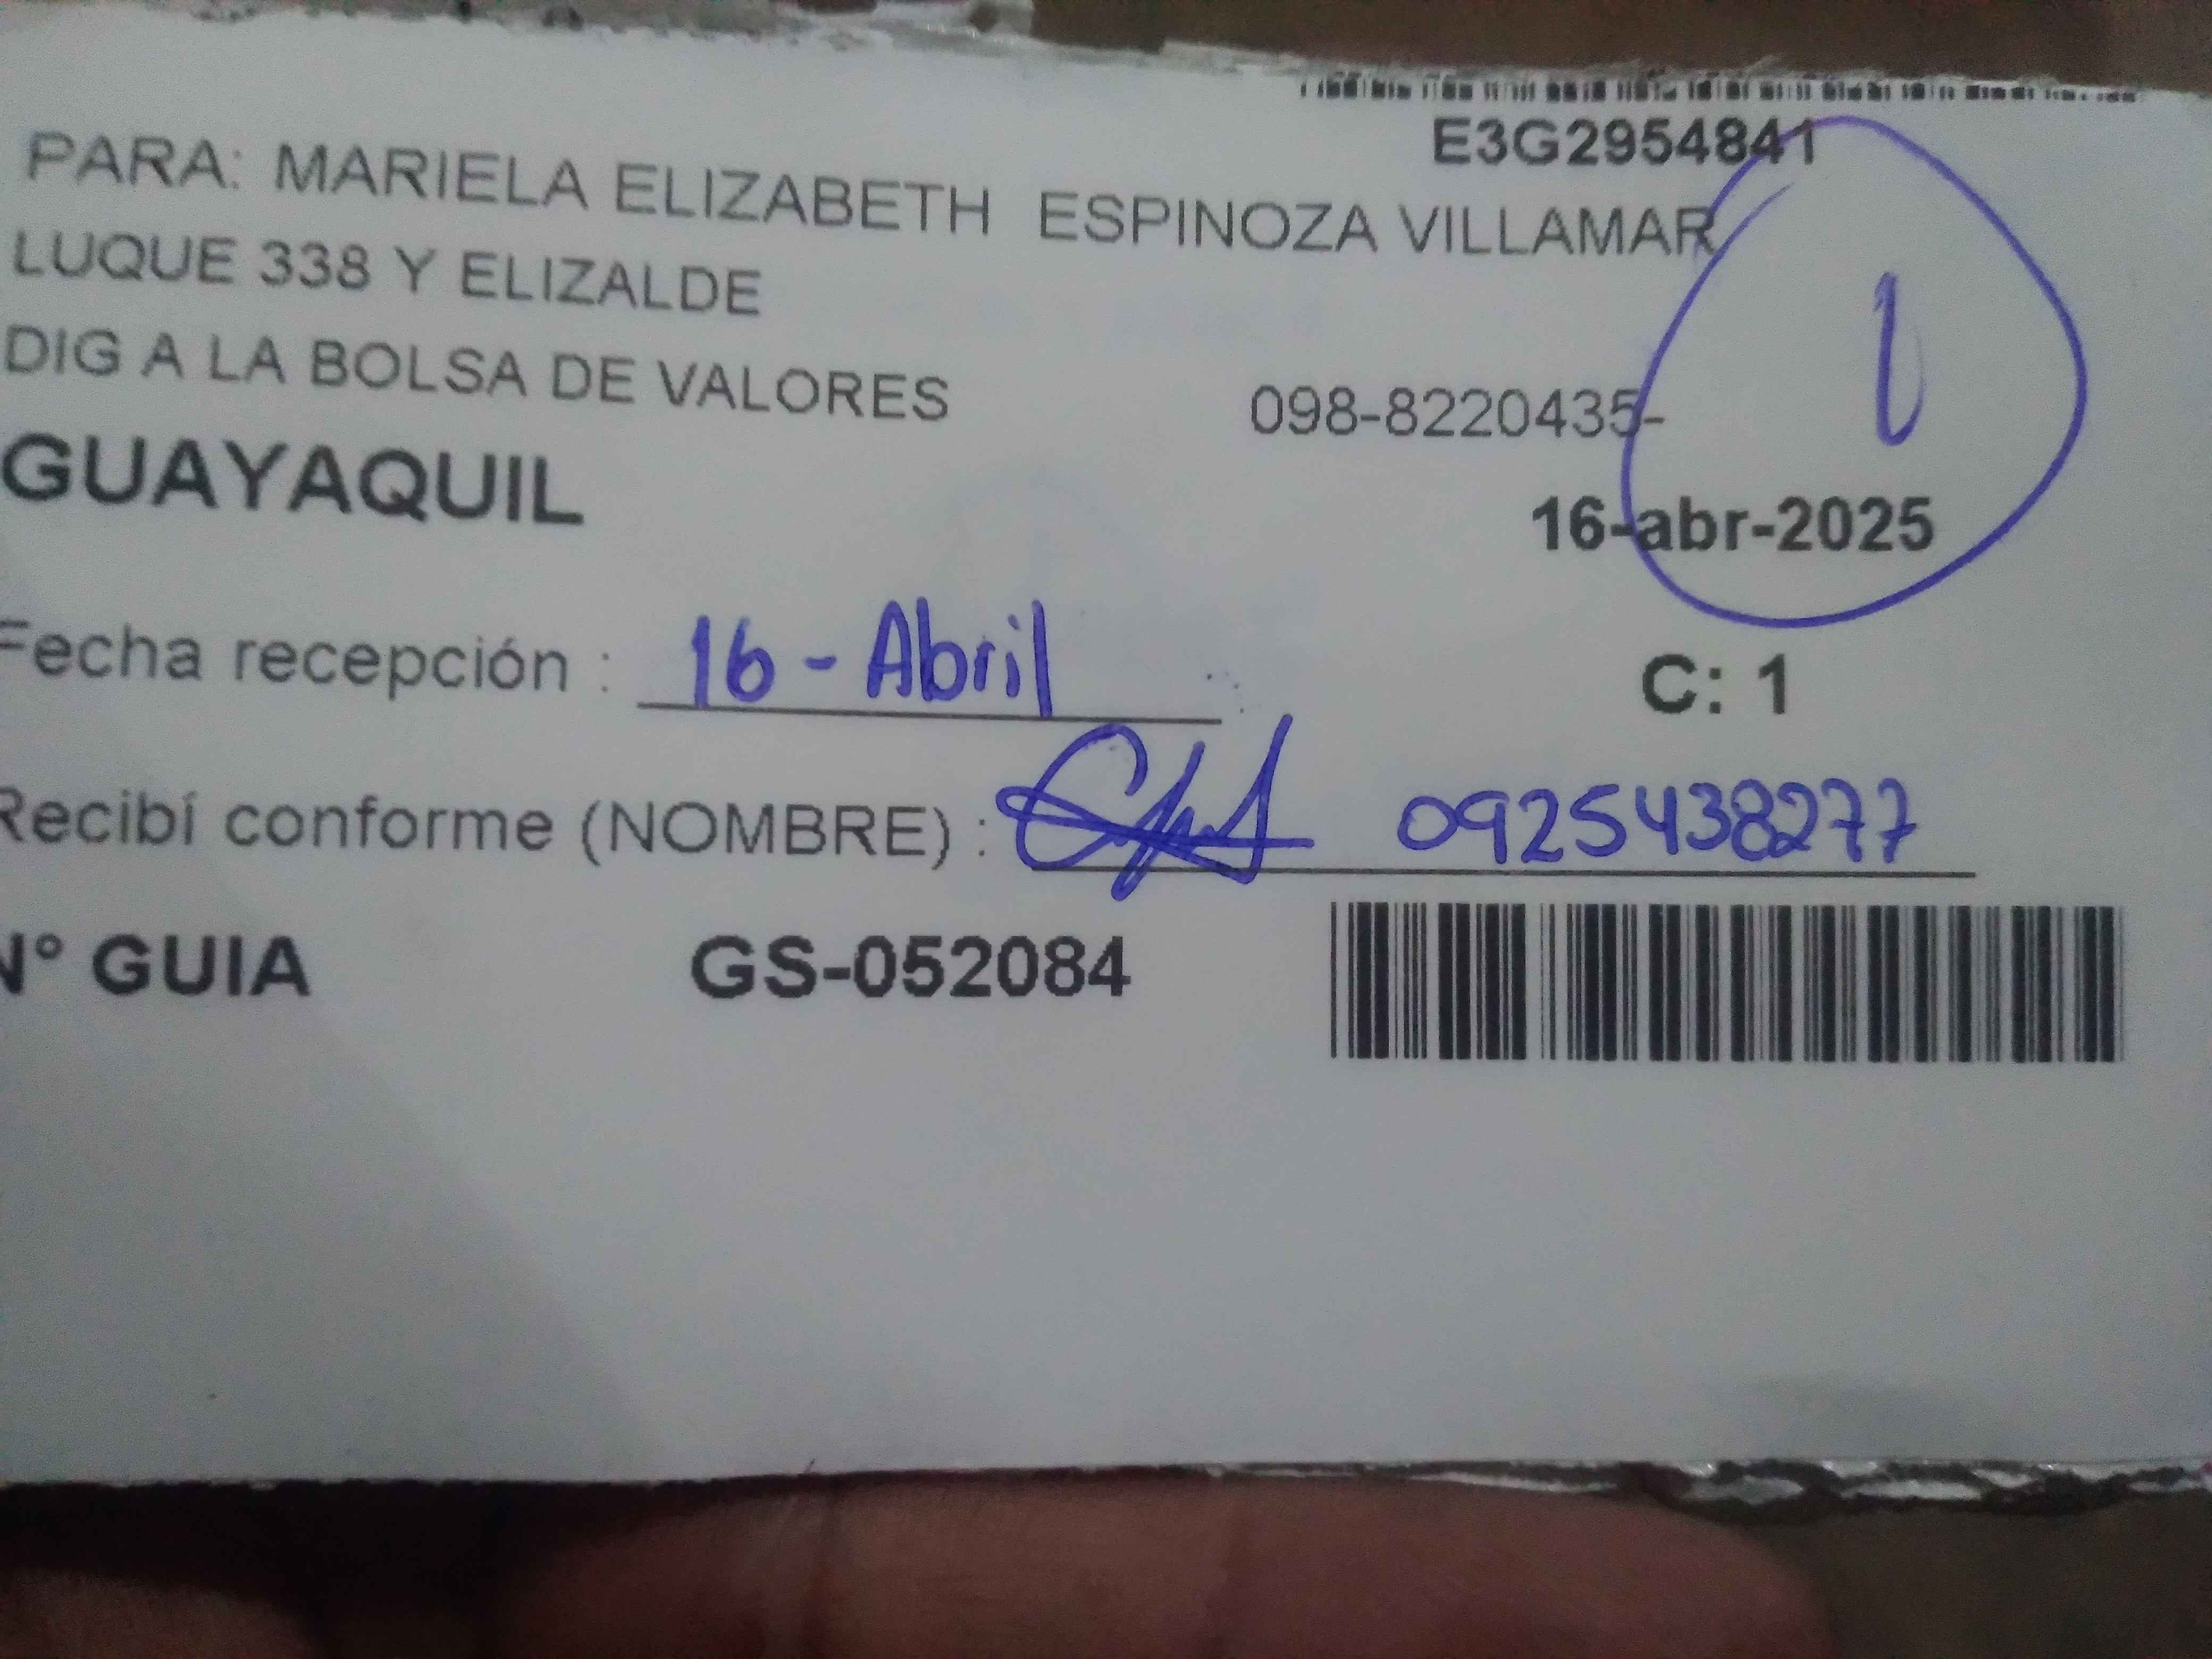 E3G2954841
PARA: MARIELA ELIZABETH ESPINOZA VILLAMAR
LUQUE 338 Y ELIZALDE
DIG A LA BOLSA DE VALORES 098-8220435-
1
GUAYAQUIL 16-abr-2025
Fecha recepción : 16 - Abril C: 1
Recibí conforme (NOMBRE) : 0925438277
N° GUIA GS-052084